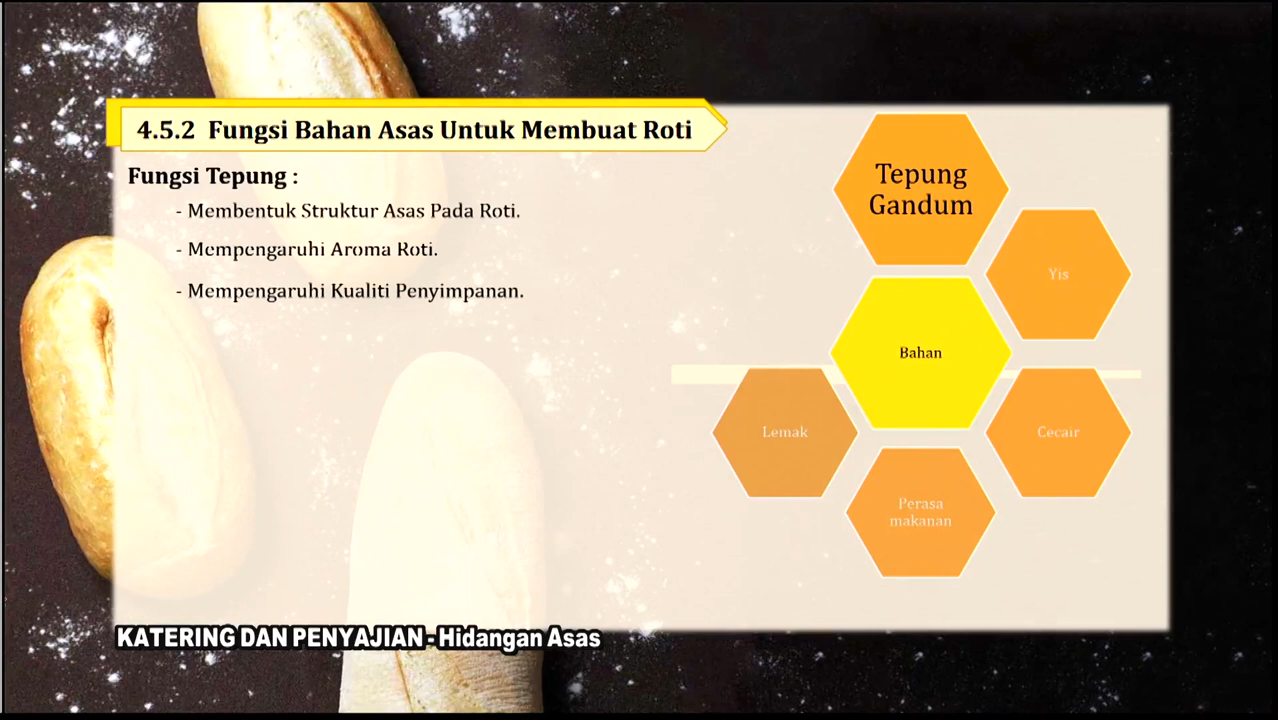 4.5.2 Fungsi Bahan Asas Untuk Membuat Roti
Fungsi Tepung :
- Membentuk Struktur Asas Pada Roti.
- Mempengaruhi Aroma Roti.
- Mempengaruhi Kualiti Penyimpanan.
Tepung
Gandum
Yis
Bahan
Lemak
Cecair
Perasa
makanan
KATERING DAN PENYAJIAN - Hidangan Asas